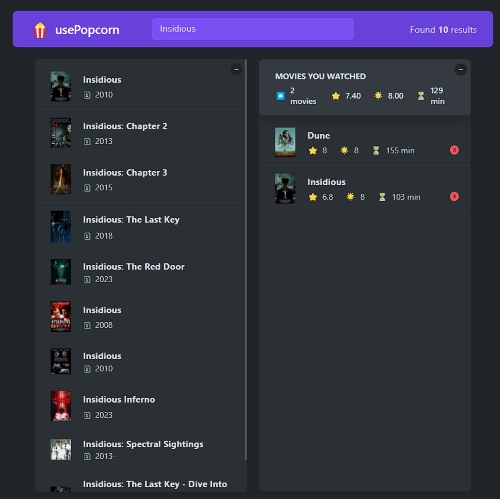 usePopcorn
Insidious
Found 10 results
Insidious
2010
Insidious: Chapter 2
2013
Insidious: Chapter 3
2015
Insidious: The Last Key
2018
Insidious: The Red Door
2023
Insidious
2008
Insidious
2010
Insidious Inferno
2023
Insidious: Spectral Sightings
2013–
Insidious: The Last Key - Dive Into
MOVIES YOU WATCHED
2 movies 7.40 8.00 129 min
Dune
8 8 155 min
Insidious
6.8 8 103 min